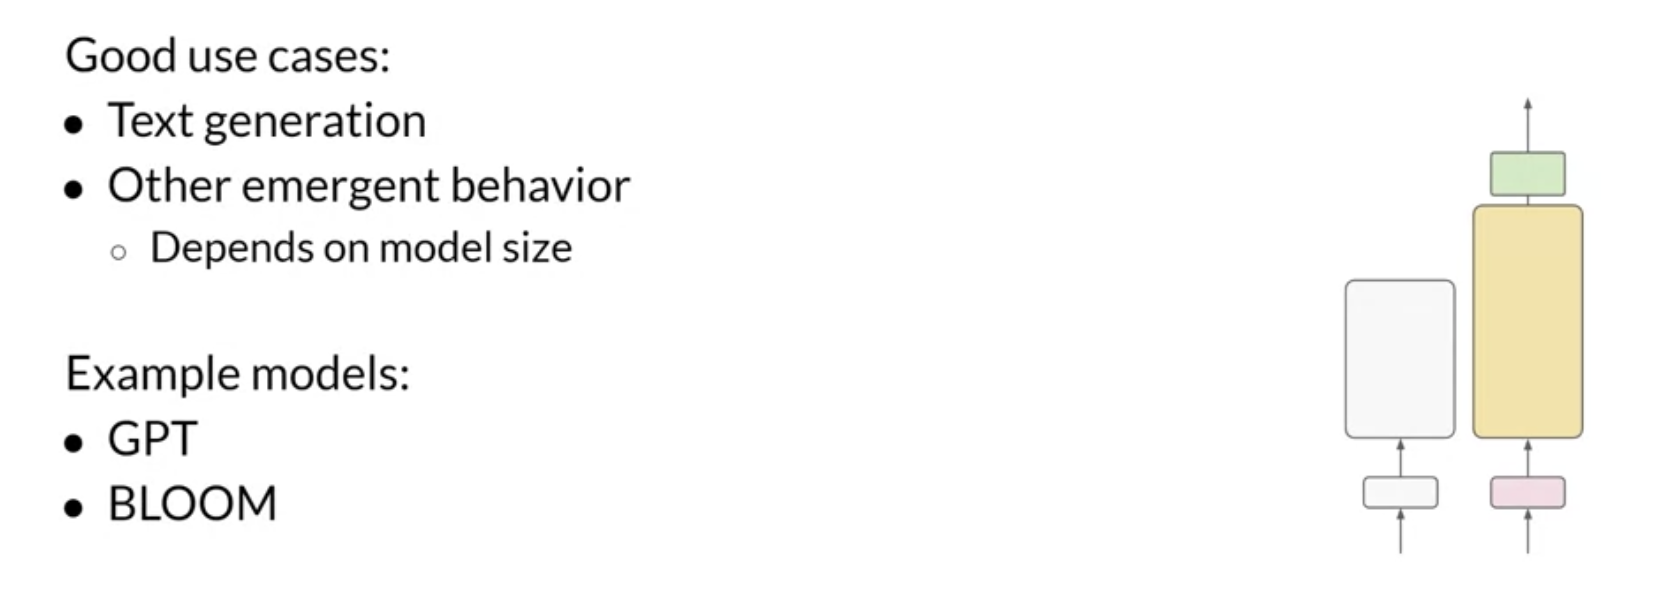 Good use cases:
● Text generation
● Other emergent behavior
○ Depends on model size
Example models:
● GPT
● BLOOM